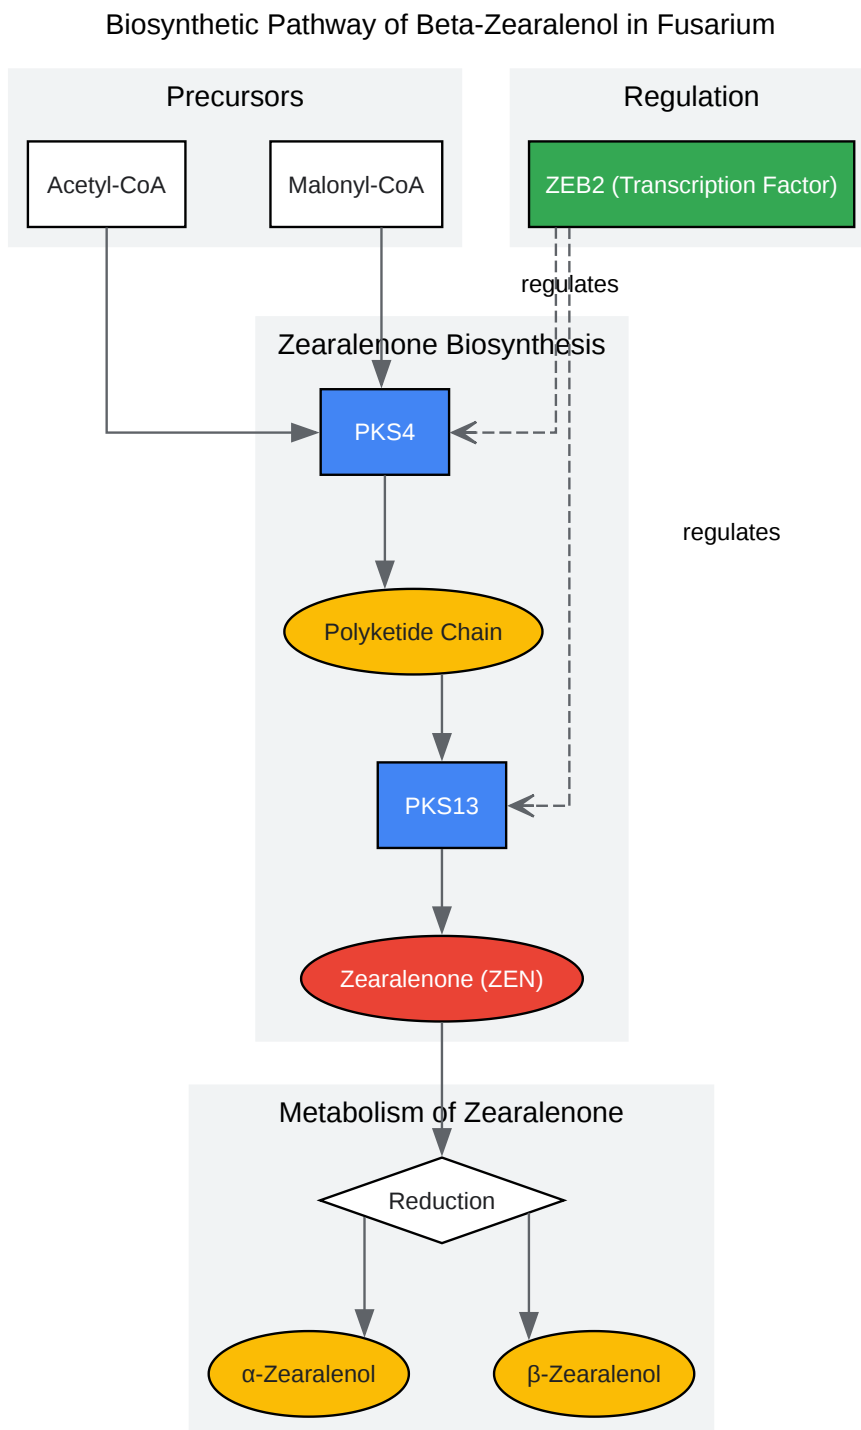 Biosynthetic Pathway of Beta-Zearalenol in Fusarium
Precursors
Regulation
Acetyl-CoA
Malonyl-CoA
ZEB2 (Transcription Factor)
regulates
Zearalenone Biosynthesis
PKS4
regulates
Polyketide Chain
PKS13
Zearalenone (ZEN)
Metabolism of Zearalenone
Reduction
α-Zearalenol
β-Zearalenol